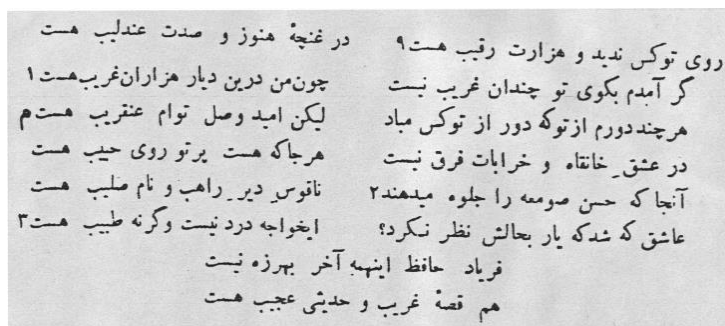 روی توکس ندید و هزارت رقیب هست۹ در غنچهٔ هنوز و صدت عندلیب هست
گر آمدم بکوی تو چندان غریب نیست چون‌من درین دیار هزاران‌غریب‌هست۱
هرچند دورم از توکه دور از توکس مباد لیکن امید وصل توام عنقریب هست‌م
در عشق ِ خانقاه و خرابات فرق نیست هرجاکه هست پرتو روی حبیب هست
آنجا که حسن صومعه را جلوه میدهند۲ ناقوس ِ دیر ِ راهب و نام صلیب هست
عاشق که شدکه یار بحالش نظر نکرد؟ ایخواجه درد نیست وگرنه طبیب هست۳
فریاد حافظ اینهمه آخر بهرزه نیست
هم قصهٔ غریب و حدیثی عجیب هست